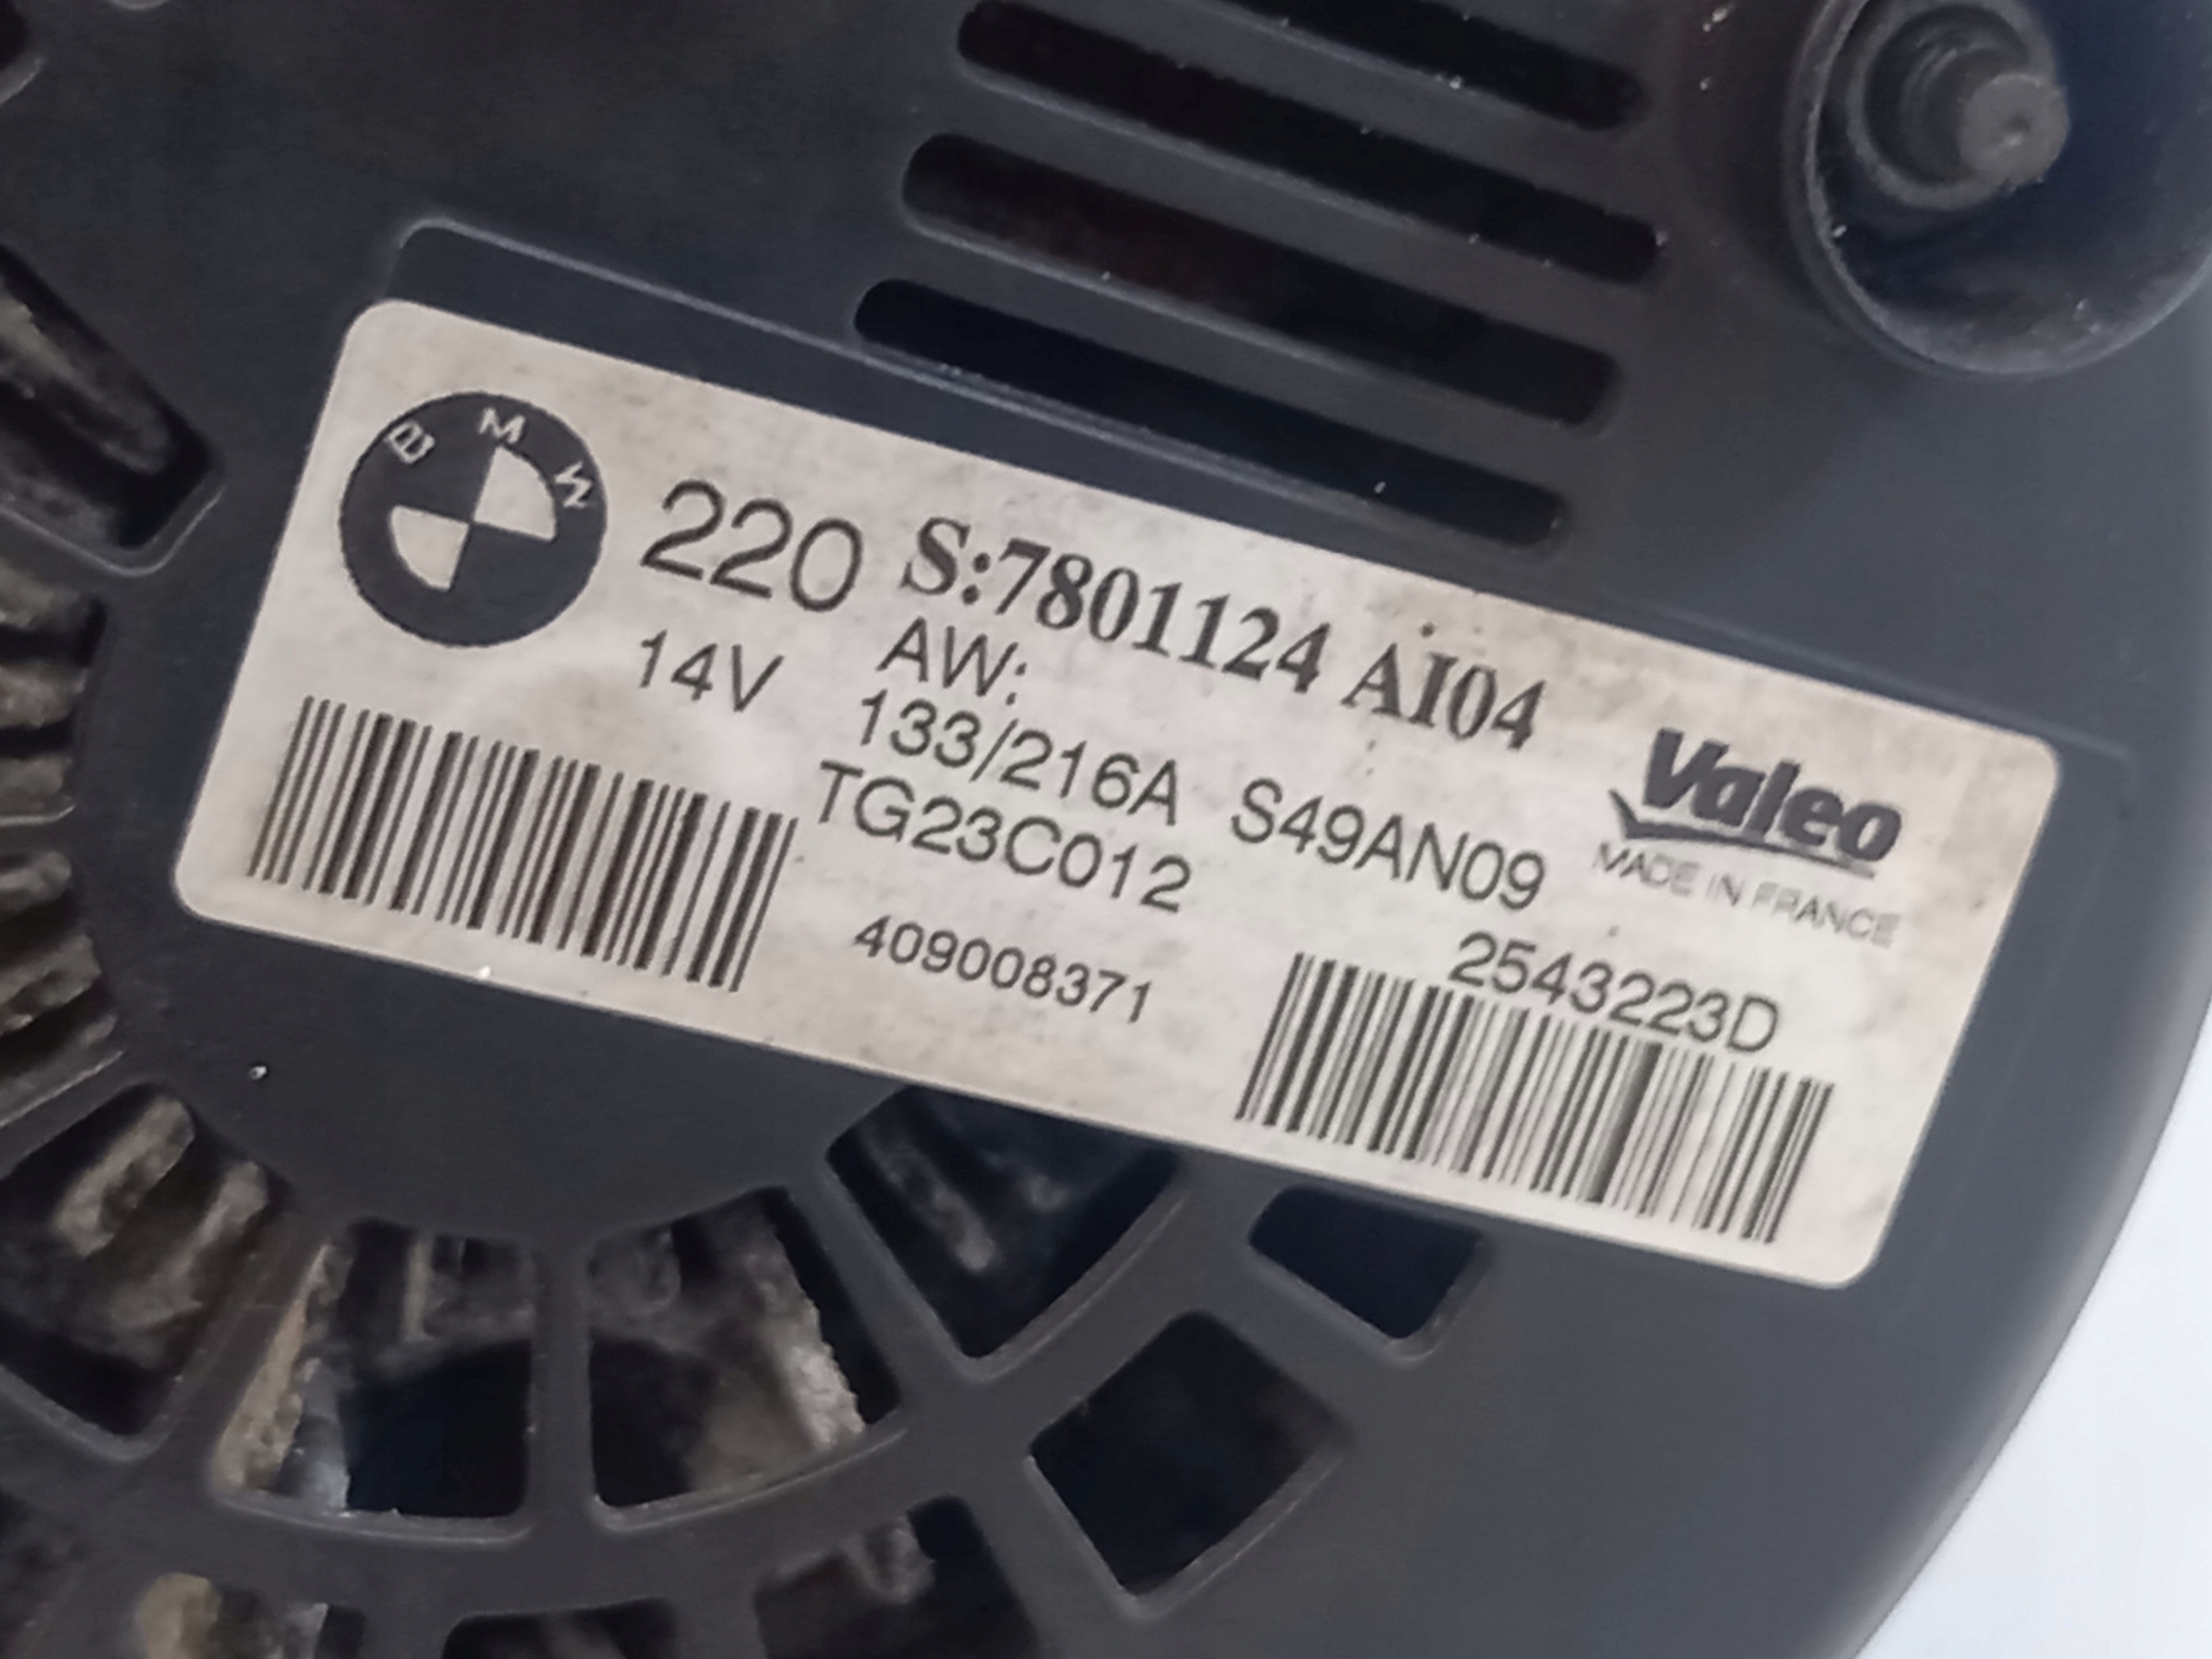 BMW
220 S:7801124 AI04
14V AW:
133/216A S49AN09
TG23C012
Valeo
MADE IN FRANCE
409008371
2543223D